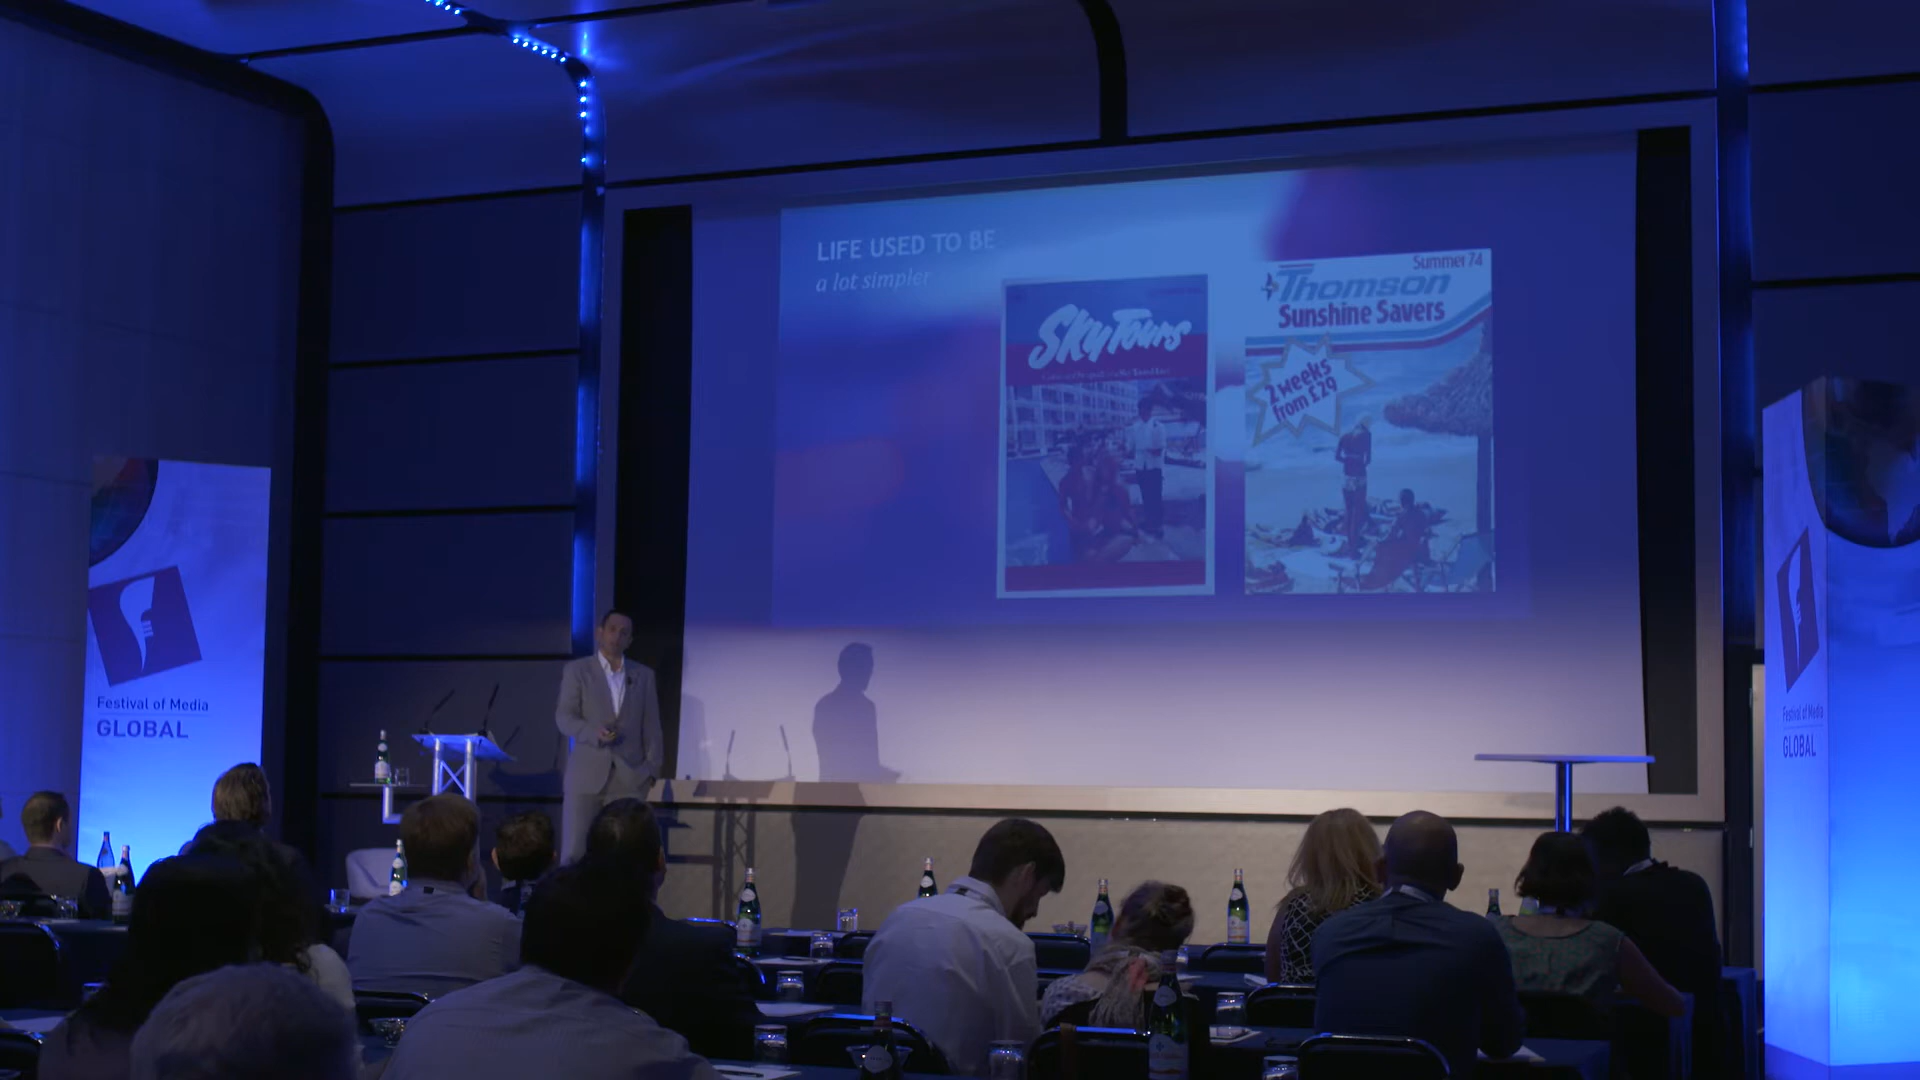 LIFE USED TO BE
a lot simpler
SkyTours
Summer 74
Thomson
Sunshine Savers
2 weeks
from £29
Festival of Media
GLOBAL
Festival of Media
GLOBAL